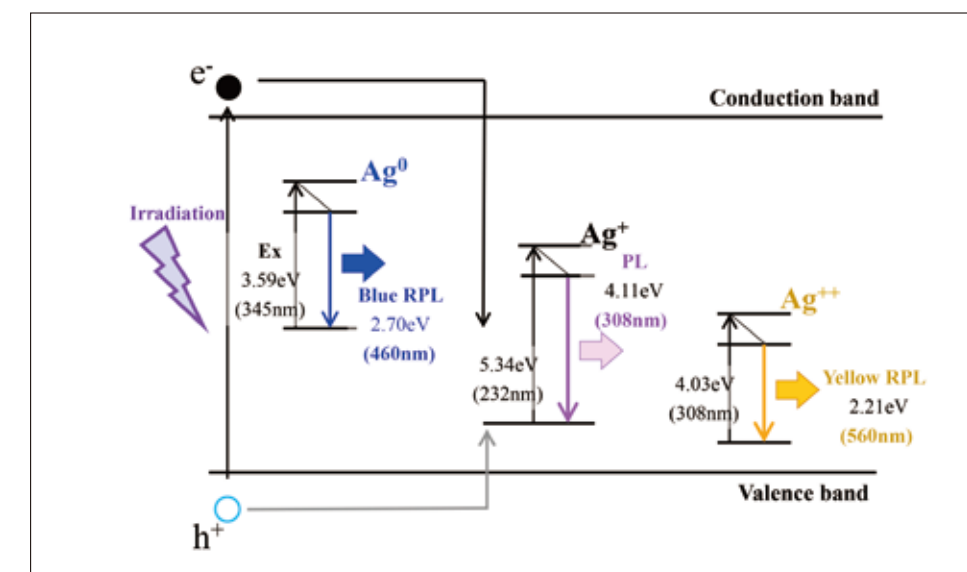 e-
Conduction band
Ag0
Irradiation
Ex
3.59eV
(345nm)
Blue RPL
2.70eV
(460nm)
Ag+
PL
4.11eV
(308nm)
5.34eV
(232nm)
Ag++
4.03eV
(308nm)
Yellow RPL
2.21eV
(560nm)
Valence band
h+